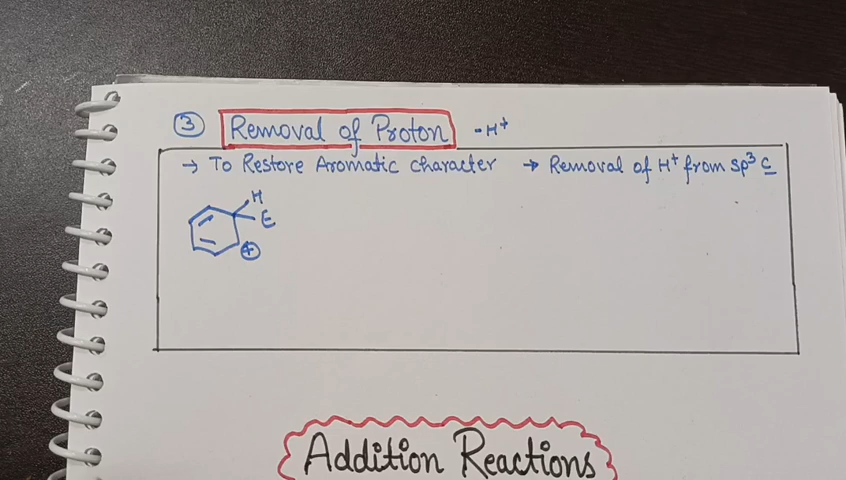 ③ Removal of Proton -H⁺
→ To Restore Aromatic character → Removal of H⁺ from sp³ C
H
E
⊕
Addition Reactions